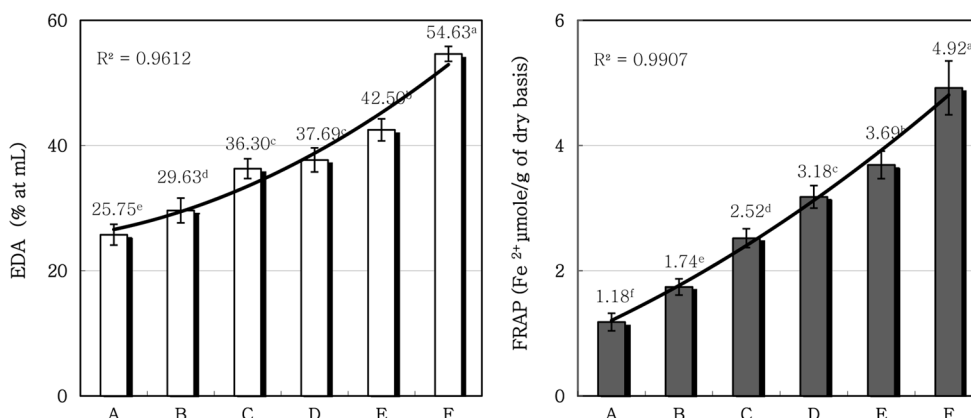 60
40
20
0
EDA (% at mL)
R² = 0.9612
25.75ᵉ
29.63ᵈ
36.30ᶜ
37.69ᶜ
42.50ᵇ
54.63ᵃ
A B C D E F
6
4
2
0
FRAP (Fe ²⁺μmole/g of dry basis)
R² = 0.9907
1.18ᶠ
1.74ᵉ
2.52ᵈ
3.18ᶜ
3.69ᵇ
4.92ᵃ
A B C D E F